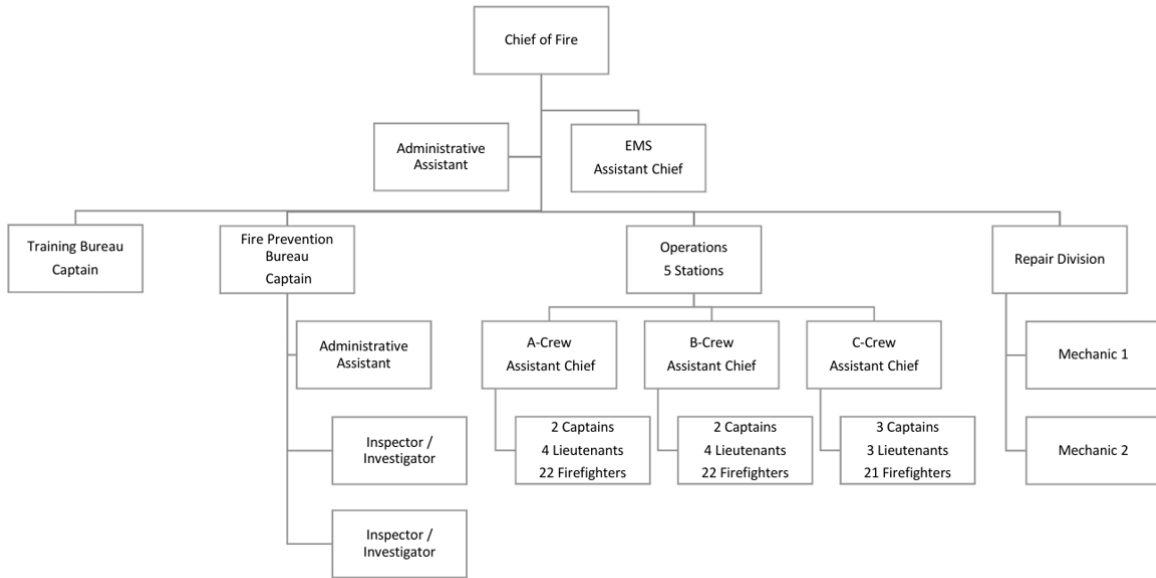 Chief of Fire
Administrative
Assistant
EMS
Assistant Chief
Training Bureau
Captain
Fire Prevention
Bureau
Captain
Operations
5 Stations
Repair Division
Administrative
Assistant
Inspector /
Investigator
Inspector /
Investigator
A-Crew
Assistant Chief
2 Captains
4 Lieutenants
22 Firefighters
B-Crew
Assistant Chief
2 Captains
4 Lieutenants
22 Firefighters
C-Crew
Assistant Chief
3 Captains
3 Lieutenants
21 Firefighters
Mechanic 1
Mechanic 2